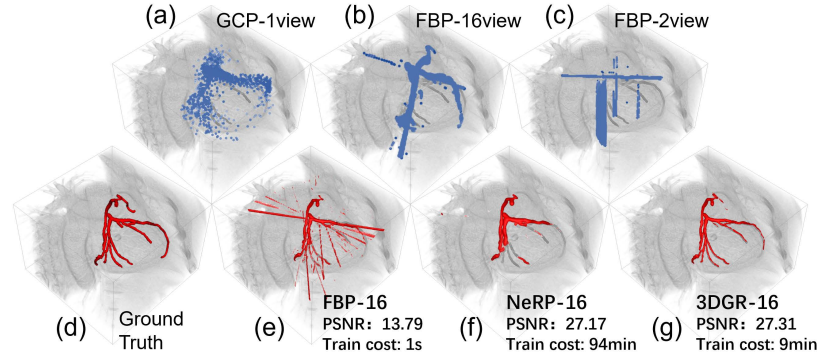 (a) GCP-1view
(b) FBP-16view
(c) FBP-2view
(d) Ground Truth
(e) FBP-16
PSNR: 13.79
Train cost: 1s
(f) NeRP-16
PSNR: 27.17
Train cost: 94min
(g) 3DGR-16
PSNR: 27.31
Train cost: 9min